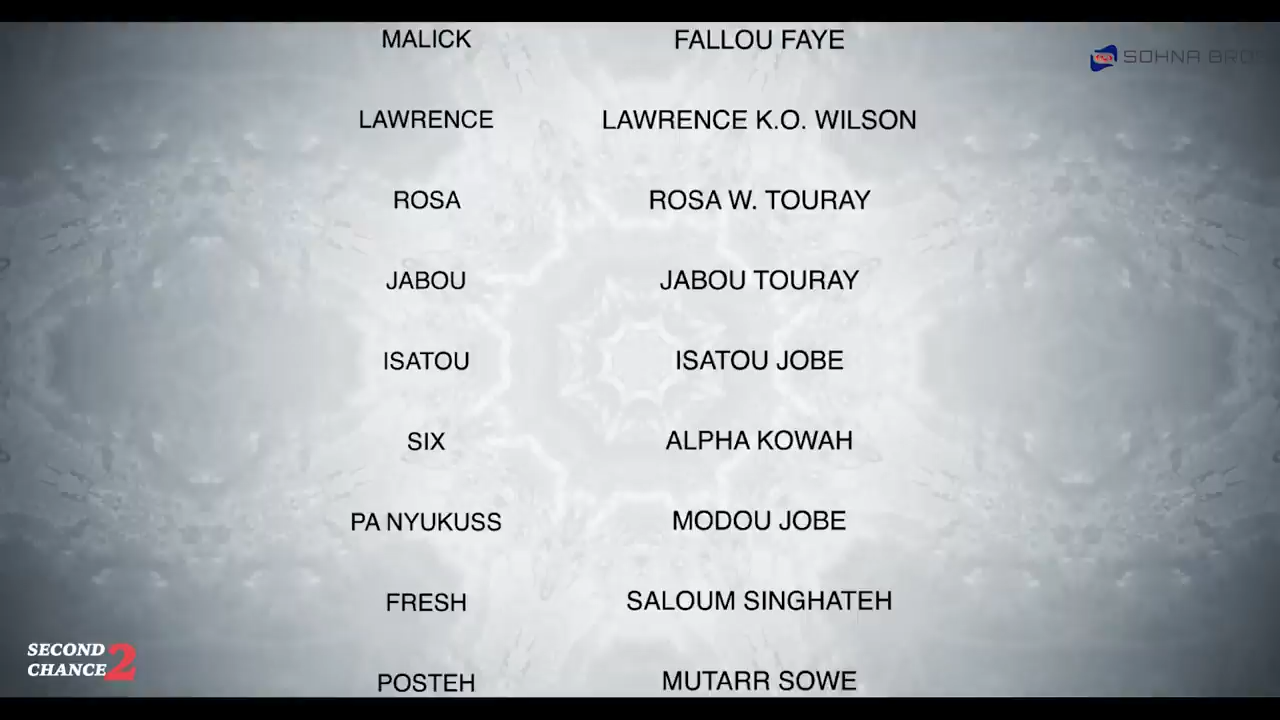 MALICK FALLOU FAYE
SOHNA
LAWRENCE LAWRENCE K.O. WILSON
ROSA ROSA W. TOURAY
JABOU JABOU TOURAY
ISATOU ISATOU JOBE
SIX ALPHA KOWAH
PA NYUKUSS MODOU JOBE
FRESH SALOUM SINGHATEH
SECOND
CHANCE 2
POSTEH MUTARR SOWE